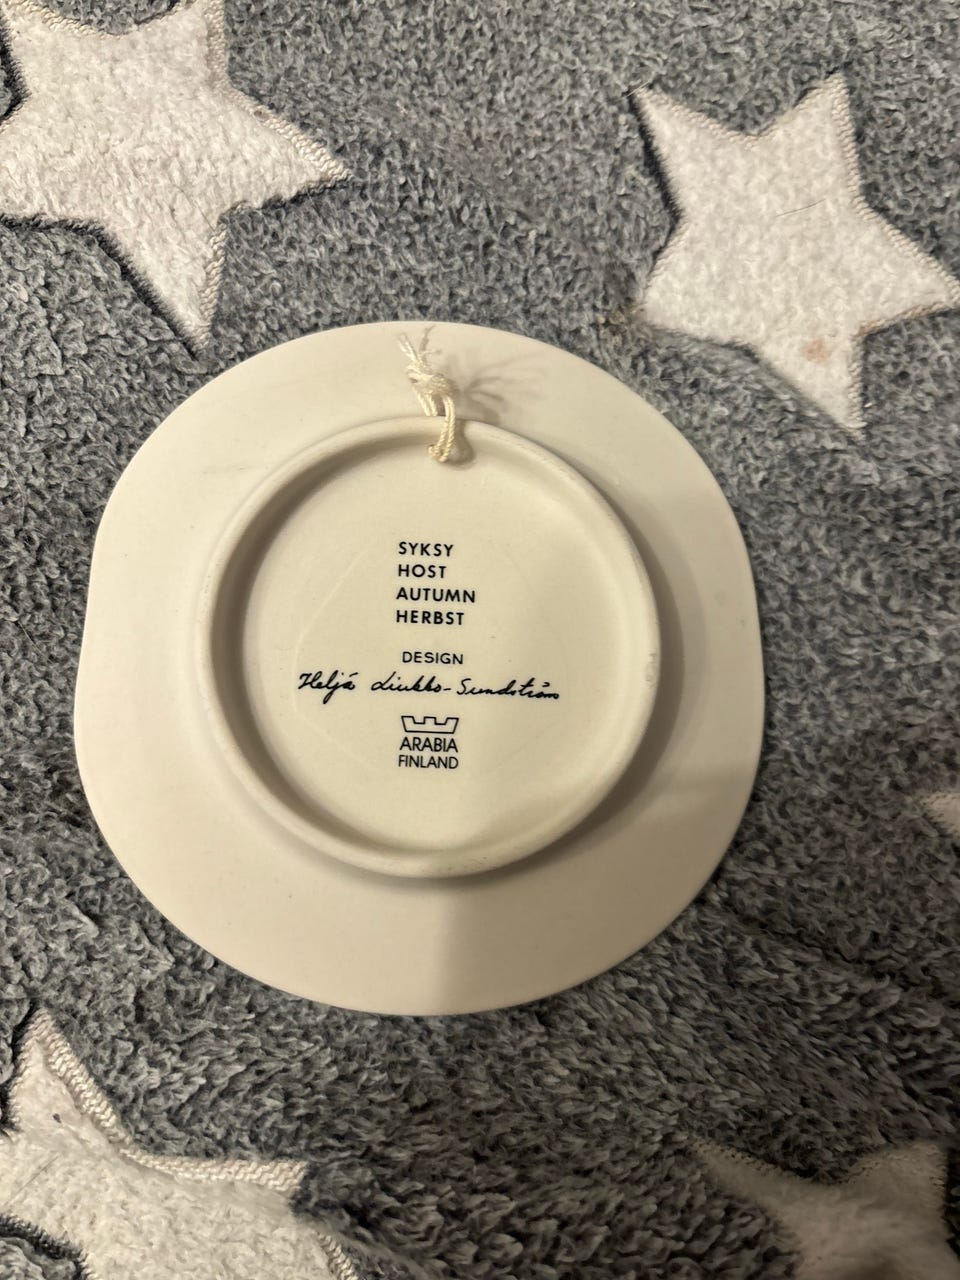 SYKSY
HOST
AUTUMN
HERBST
DESIGN
Heljä Liukko-Sundström
ARABIA
FINLAND